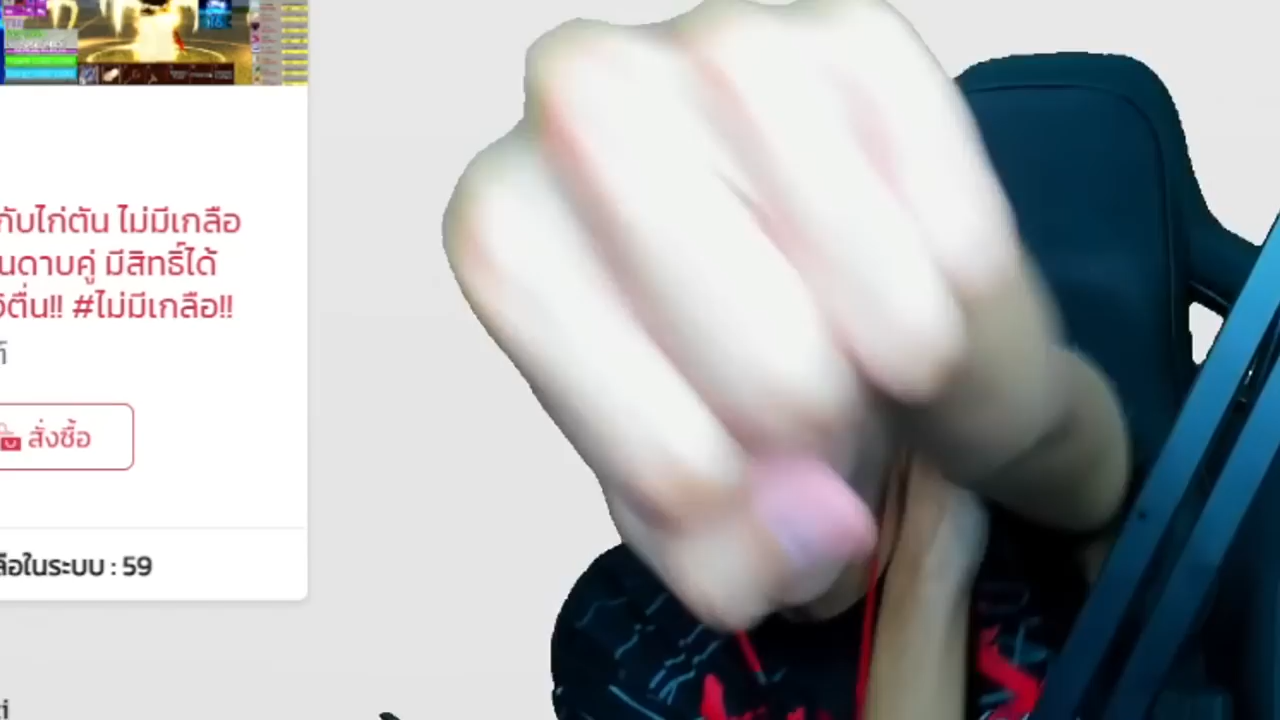 กับไก่ตัน ไม่มีเกลือ
นดาบคู่ มีสิทธิ์ได้
วิตื่น!! #ไม่มีเกลือ!!
สั่งซื้อ
ลือในระบบ : 59